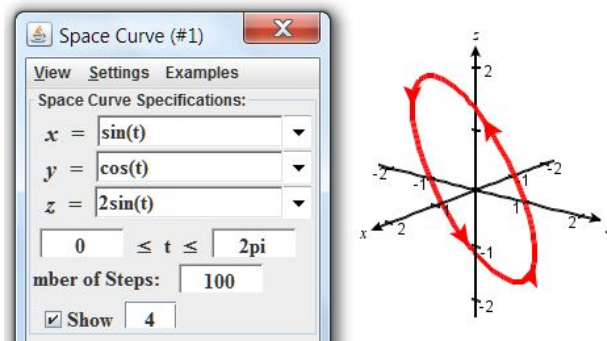 Space Curve (#1)
View Settings Examples
Space Curve Specifications:
x = sin(t)
y = cos(t)
z = 2sin(t)
0 ≤ t ≤ 2pi
mber of Steps: 100
Show 4
2
-2
-2
-1
-1
1
1
x
2
2
-1
-2